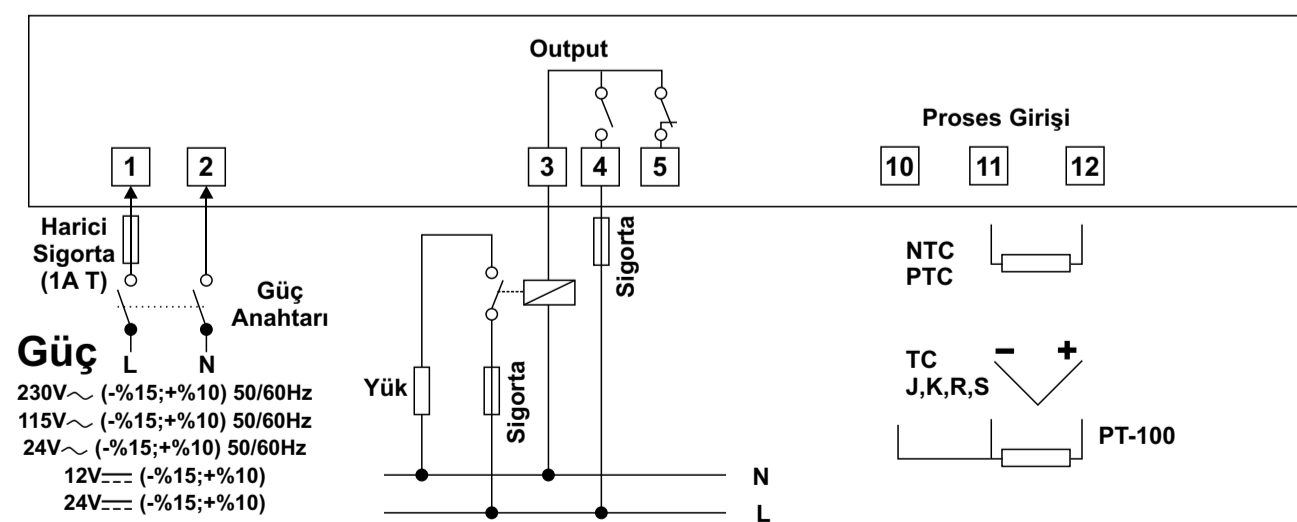 Output
Proses Girişi
1
2
3
4
5
10
11
12
Harici
Sigorta
(1A T)
Güç
Anahtarı
Güç
L
N
230V~ (-%15;+%10) 50/60Hz
115V~ (-%15;+%10) 50/60Hz
24V~ (-%15;+%10) 50/60Hz
12V⎓ (-%15;+%10)
24V⎓ (-%15;+%10)
Yük
Sigorta
Sigorta
N
L
NTC
PTC
TC
J,K,R,S
- +
PT-100